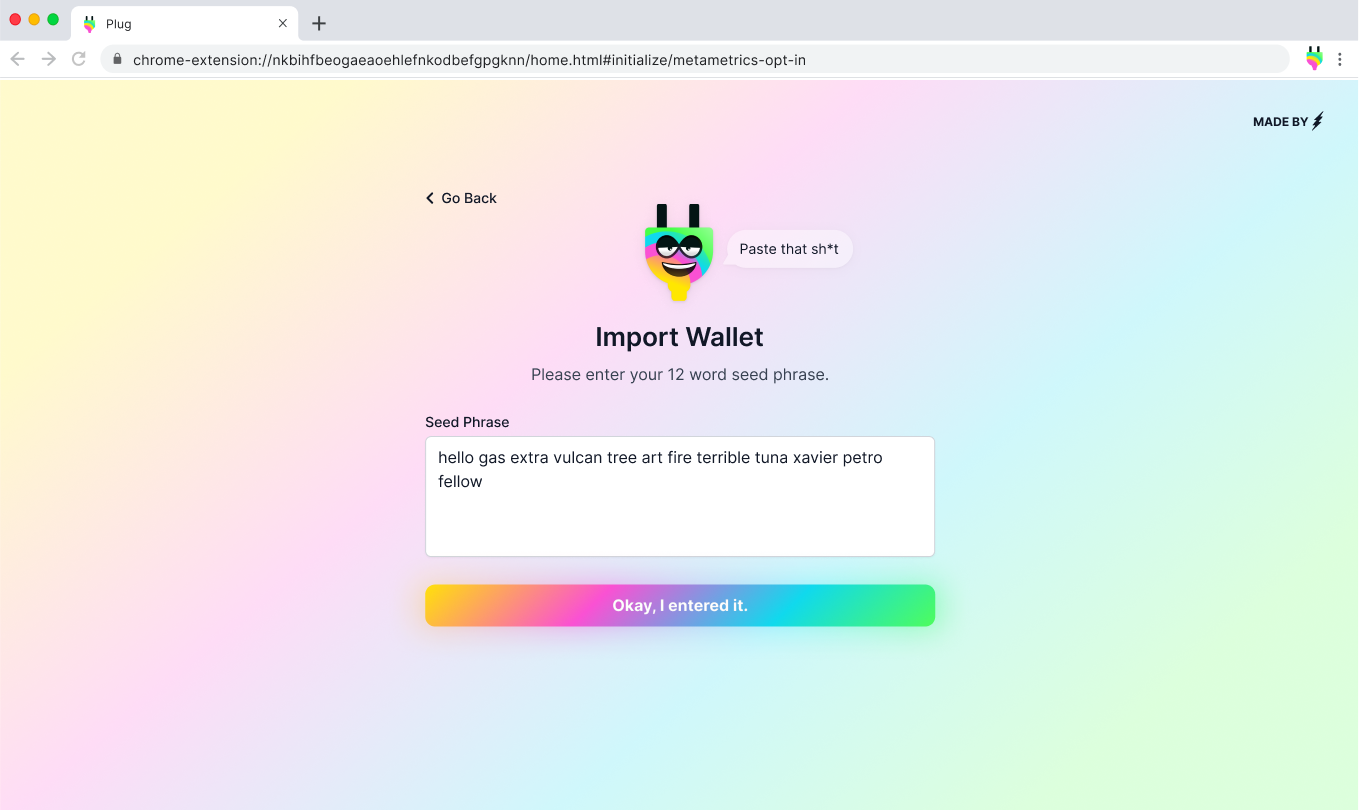 Plug
chrome-extension://nkbihfbeogaeaoehlefnkodbefgpgknn/home.html#initialize/metametrics-opt-in
MADE BY
Go Back
Paste that sh*t
Import Wallet
Please enter your 12 word seed phrase.
Seed Phrase
hello gas extra vulcan tree art fire terrible tuna xavier petro
fellow
Okay, I entered it.